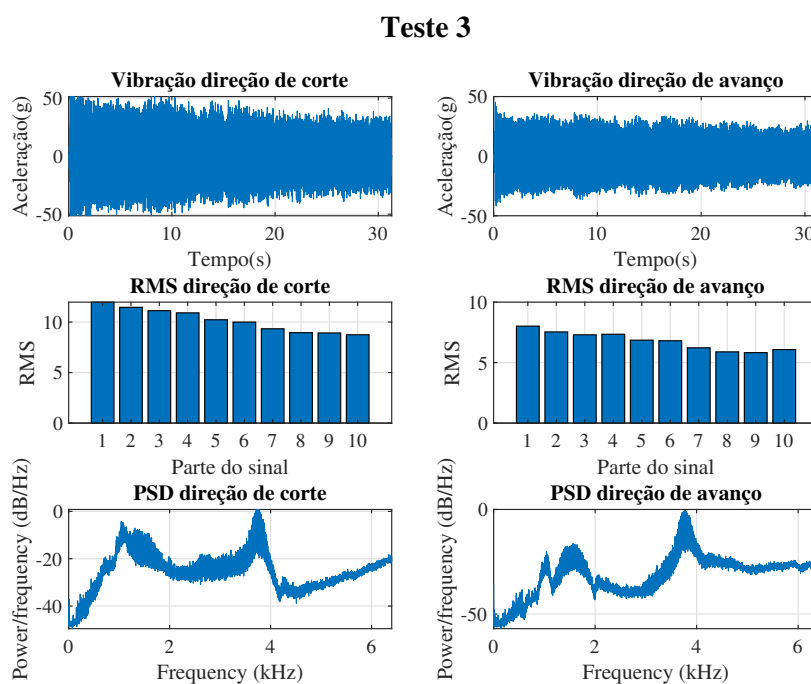 Teste 3
Vibração direção de corte
Aceleração(g)
50
0
-50
0 10 20 30
Tempo(s)
Vibração direção de avanço
Aceleração(g)
50
0
-50
0 10 20 30
Tempo(s)
RMS direção de corte
RMS
10
5
0
1 2 3 4 5 6 7 8 9 10
Parte do sinal
RMS direção de avanço
RMS
10
5
0
1 2 3 4 5 6 7 8 9 10
Parte do sinal
PSD direção de corte
Power/frequency (dB/Hz)
0
-20
-40
0 2 4 6
Frequency (kHz)
PSD direção de avanço
Power/frequency (dB/Hz)
0
-50
0 2 4 6
Frequency (kHz)